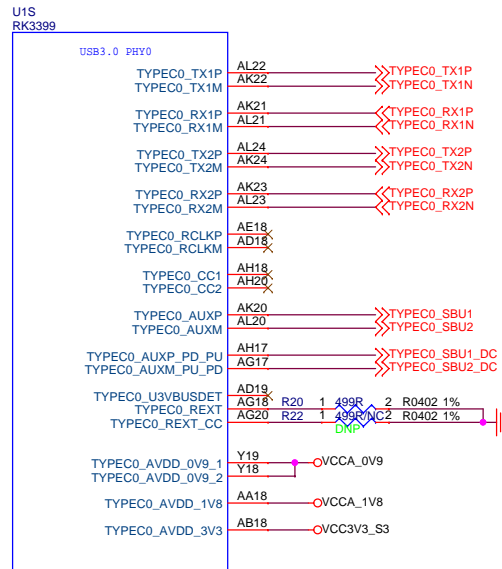 U1S
RK3399
USB3.0 PHY0
TYPEC0_TX1P AL22 TYPEC0_TX1P
TYPEC0_TX1M AK22 TYPEC0_TX1N
TYPEC0_RX1P AK21 TYPEC0_RX1P
TYPEC0_RX1M AL21 TYPEC0_RX1N
TYPEC0_TX2P AL24 TYPEC0_TX2P
TYPEC0_TX2M AK24 TYPEC0_TX2N
TYPEC0_RX2P AK23 TYPEC0_RX2P
TYPEC0_RX2M AL23 TYPEC0_RX2N
TYPEC0_RCLKP AE18
TYPEC0_RCLKM AD18
TYPEC0_CC1 AH18
TYPEC0_CC2 AH20
TYPEC0_AUXP AK20 TYPEC0_SBU1
TYPEC0_AUXM AL20 TYPEC0_SBU2
TYPEC0_AUXP_PD_PU AH17 TYPEC0_SBU1_DC
TYPEC0_AUXM_PU_PD AG17 TYPEC0_SBU2_DC
TYPEC0_U3VBUSDET AD19
TYPEC0_REXT AG18 R20 1 499R 2 R0402 1%
TYPEC0_REXT_CC AG20 R22 1 499R/NC 2 R0402 1%
DNP
TYPEC0_AVDD_0V9_1 Y19 VCCA_0V9
TYPEC0_AVDD_0V9_2 Y18
TYPEC0_AVDD_1V8 AA18 VCCA_1V8
TYPEC0_AVDD_3V3 AB18 VCC3V3_S3